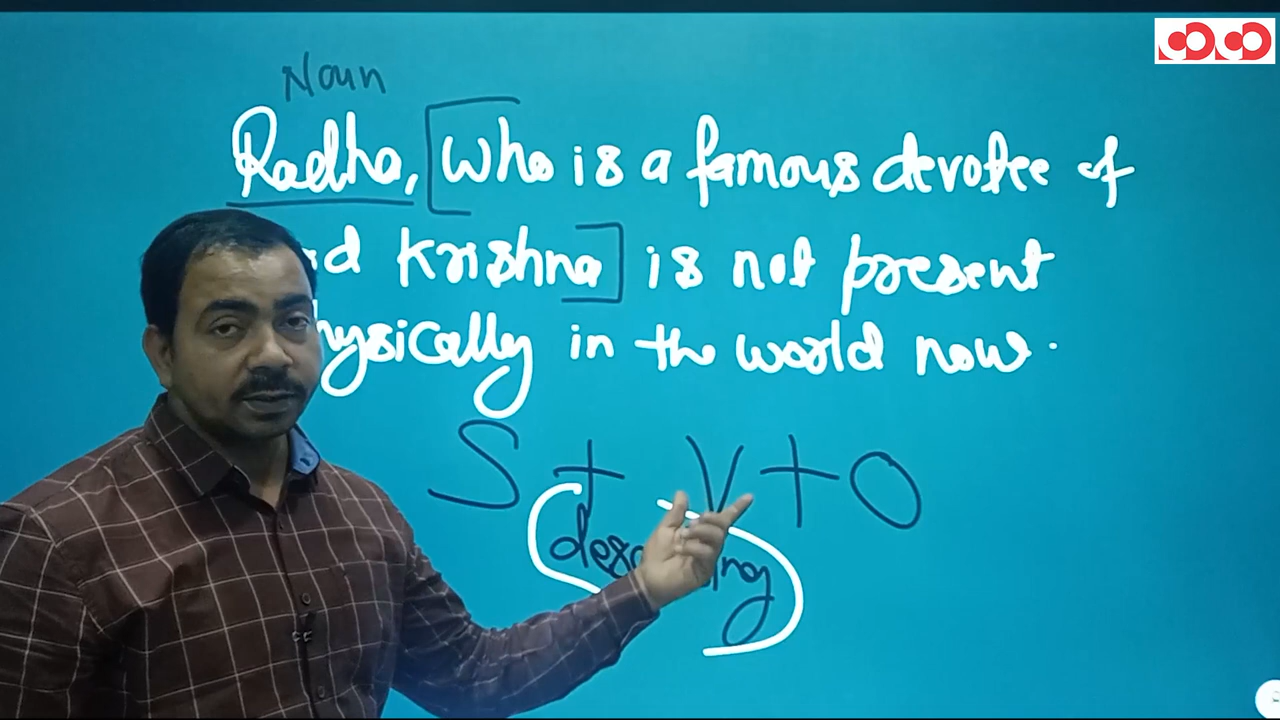 Noun
Radha, [Who is a famous devotee of
Krishna] is not present
in the world now.
S + V + O